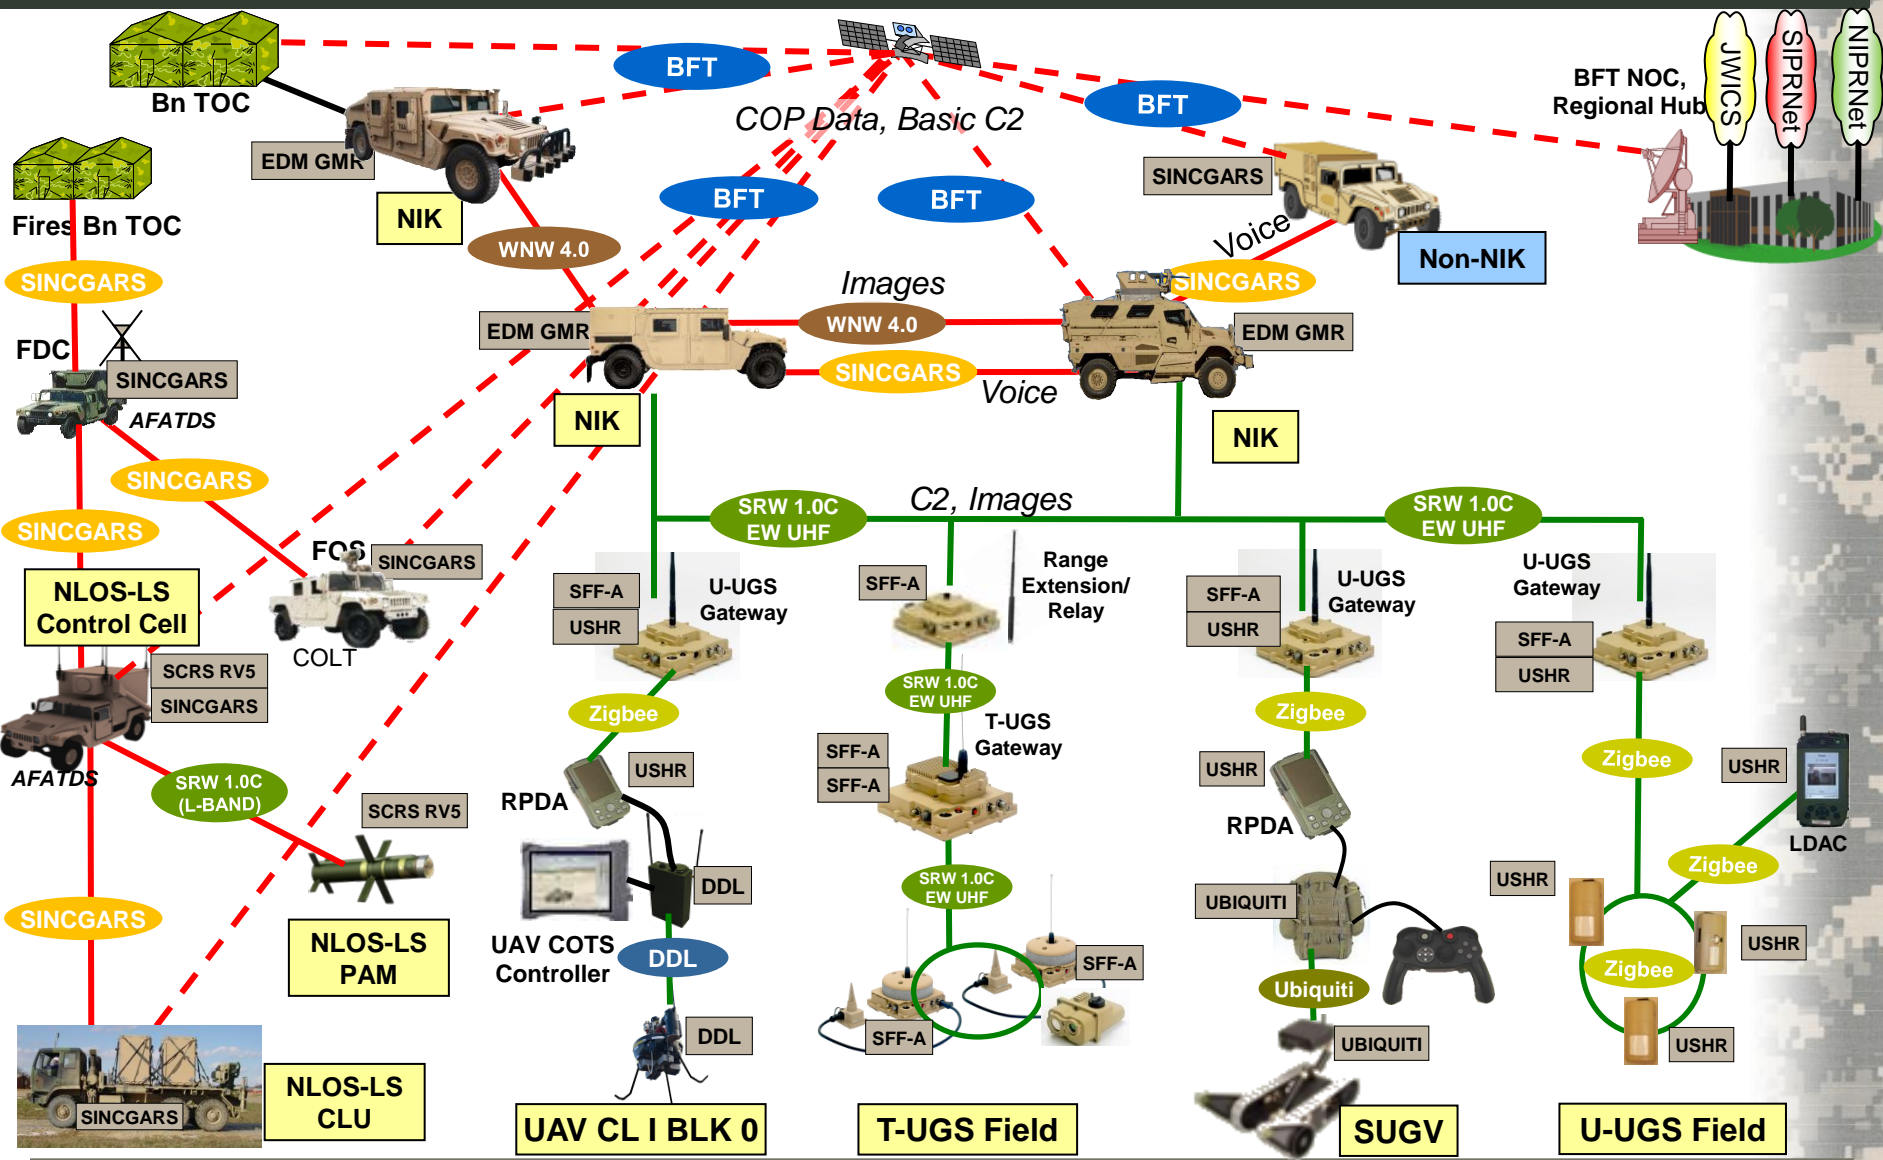 JWICS
SIPRNet
NIPRNet
BFT
BFT NOC,
Regional Hub
BFT
Bn TOC
COP Data, Basic C2
EDM GMR
SINCGARS
NIK
BFT
BFT
Fires Bn TOC
WNW 4.0
Voice
Non-NIK
SINCGARS
Images
SINCGARS
EDM GMR
WNW 4.0
EDM GMR
FDC
SINCGARS
SINCGARS
Voice
AFATDS
NIK
NIK
SINCGARS
C2, Images
SRW 1.0C
EW UHF
SRW 1.0C
EW UHF
SINCGARS
FOS
SINCGARS
NLOS-LS
Control Cell
COLT
SFF-A
USHR
U-UGS
Gateway
SFF-A
Range
Extension/
Relay
SFF-A
USHR
U-UGS
Gateway
U-UGS
Gateway
SFF-A
USHR
SCRS RV5
SINCGARS
AFATDS
Zigbee
SRW 1.0C
EW UHF
Zigbee
T-UGS
Gateway
Zigbee
SRW 1.0C
(L-BAND)
SCRS RV5
USHR
RPDA
SFF-A
SFF-A
USHR
RPDA
USHR
LDAC
DDL
SRW 1.0C
EW UHF
UBIQUITI
Zigbee
USHR
SINCGARS
NLOS-LS
PAM
UAV COTS
Controller
DDL
SFF-A
USHR
Zigbee
Ubiquiti
DDL
SFF-A
UBIQUITI
USHR
SINCGARS
NLOS-LS
CLU
UAV CL I BLK 0
T-UGS Field
SUGV
U-UGS Field